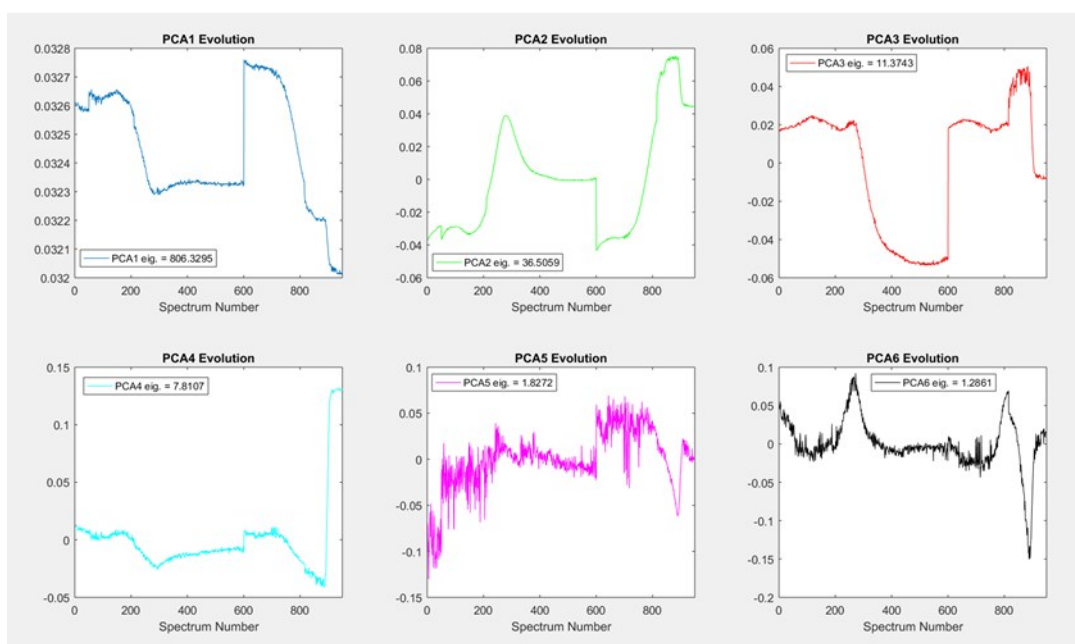 PCA1 Evolution
0.0328
0.03327
0.0326
0.0325
0.0324
0.0323
0.0322
0.0321
0.032
PCA1 eig. = 806.3295
0 200 400 600 800
Spectrum Number
PCA2 Evolution
0.08
0.06
0.04
0.02
0
-0.02
-0.04
-0.06
PCA2 eig. = 36.5059
0 200 400 600 800
Spectrum Number
PCA3 Evolution
0.06
0.04
0.02
0
-0.02
-0.04
-0.06
PCA3 eig. = 11.3743
0 200 400 600 800
Spectrum Number
PCA4 Evolution
0.15
0.1
0.05
0
-0.05
PCA4 eig. = 7.8107
0 200 400 600 800
Spectrum Number
PCA5 Evolution
0.1
0.05
0
-0.05
-0.1
-0.15
PCA5 eig. = 1.8272
0 200 400 600 800
Spectrum Number
PCA6 Evolution
0.1
0.05
0
-0.05
-0.1
-0.15
-0.2
PCA6 eig. = 1.2861
0 200 400 600 800
Spectrum Number